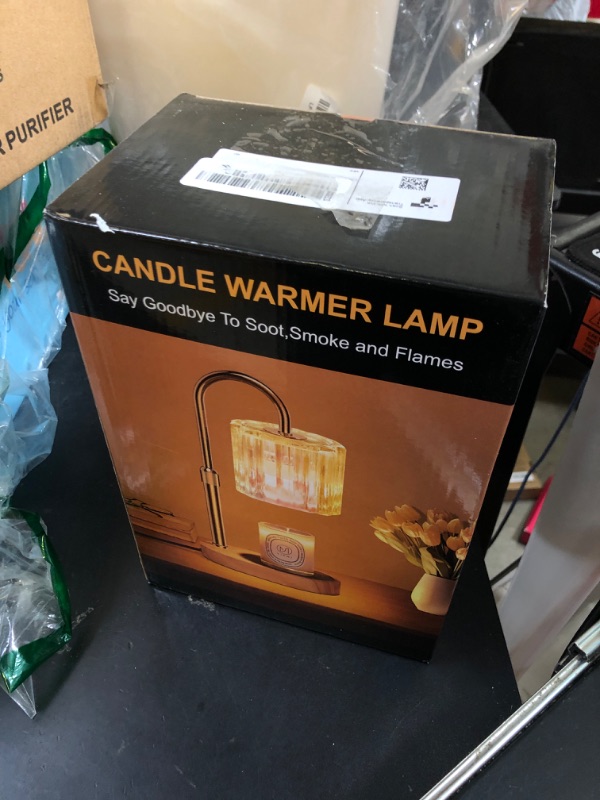 R PURIFIER
CANDLE WARMER LAMP
Say Goodbye To Soot,Smoke and Flames